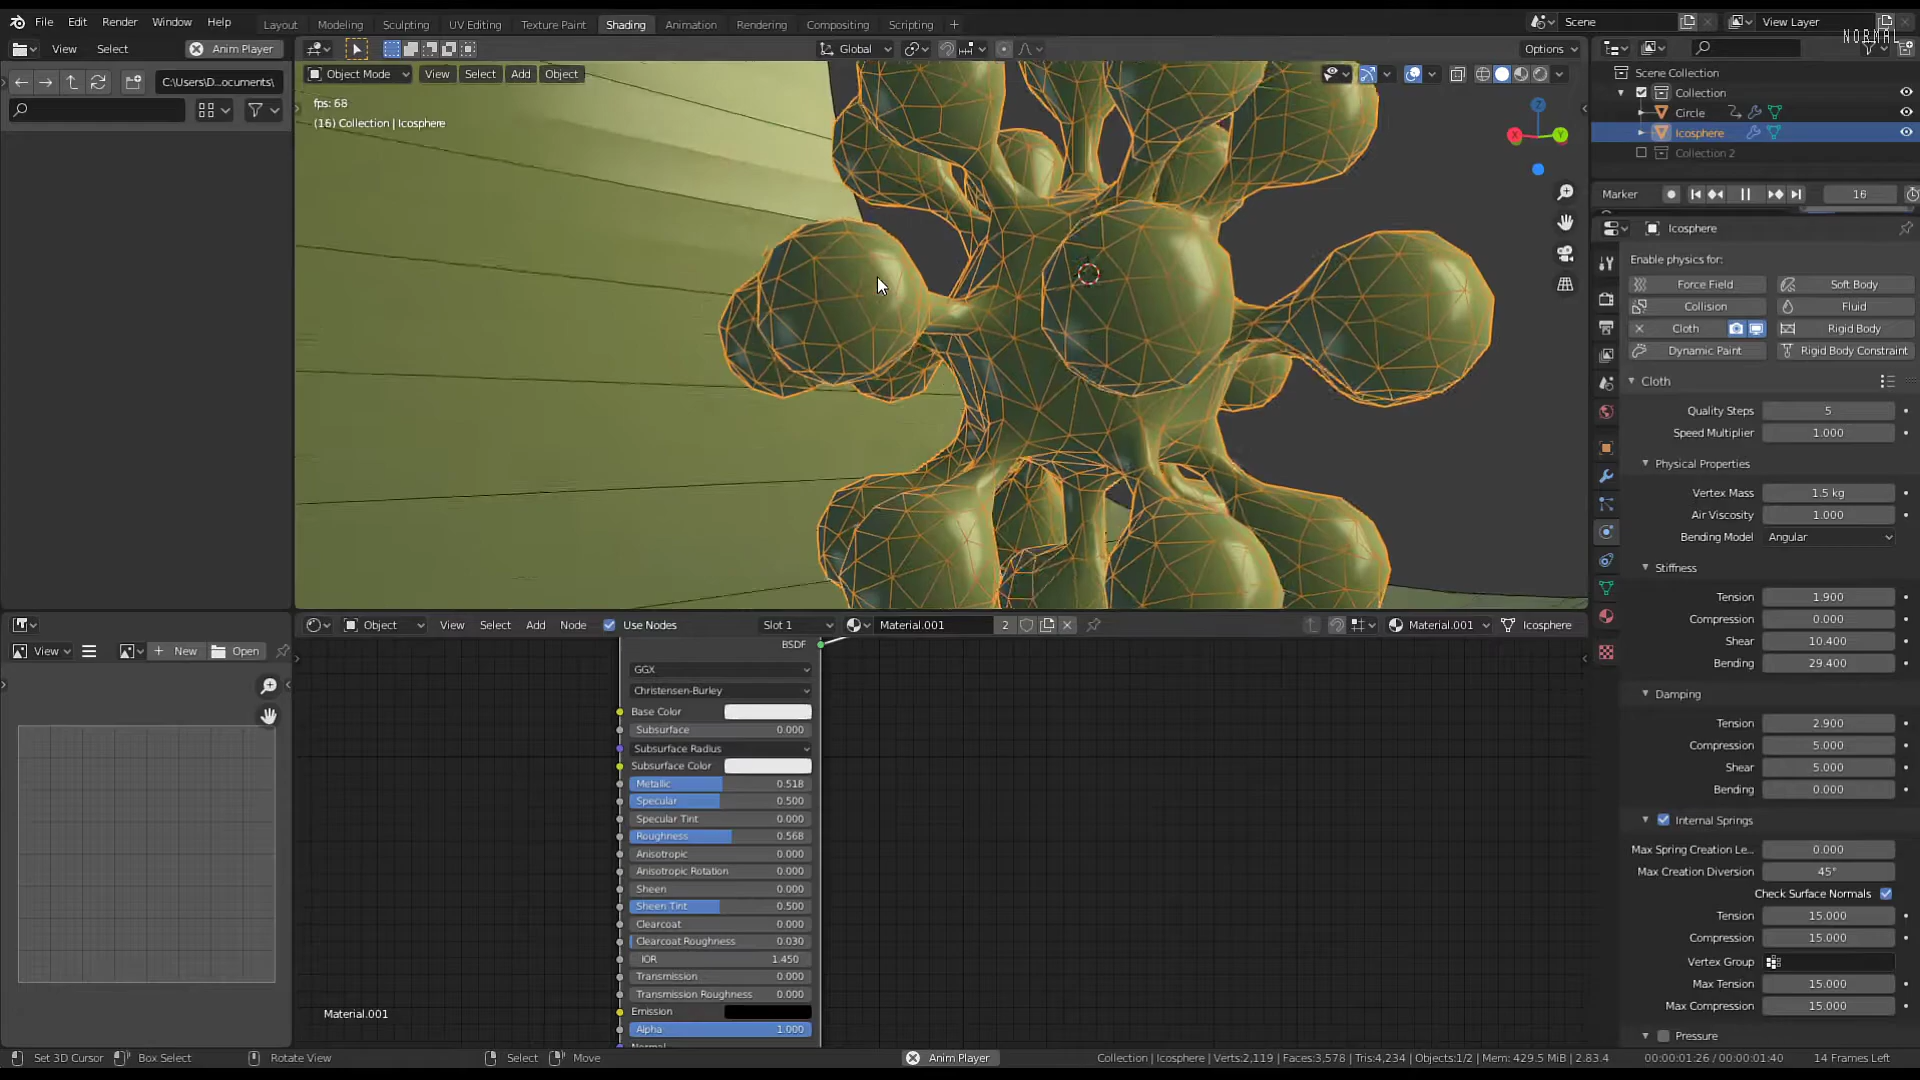 File Edit Render Window Help
Layout Modeling Sculpting UV Editing Texture Paint Shading Animation Rendering Compositing Scripting
Scene
View Layer
NORMAL
View Select
Anim Player
Global
Options
C:\Users\D...ocuments\
Object Mode View Select Add Object
fps: 68
(16) Collection | Icosphere
Z
X
Y
Scene Collection
Collection
Circle
Icosphere
Collection 2
Marker
16
Icosphere
Enable physics for:
Force Field Soft Body
Collision Fluid
Cloth Rigid Body
Dynamic Paint Rigid Body Constraint
Cloth
Quality Steps 5
Speed Multiplier 1.000
Physical Properties
Vertex Mass 1.5 kg
Air Viscosity 1.000
Bending Model Angular
Stiffness
Tension 1.900
Compression 0.000
Shear 10.400
Bending 29.400
Damping
Tension 2.900
Compression 5.000
Shear 5.000
Bending 0.000
Internal Springs
Max Spring Creation Le... 0.000
Max Creation Diversion 45°
Check Surface Normals
Tension 15.000
Compression 15.000
Vertex Group
Max Tension 15.000
Max Compression 15.000
Pressure
Object View Select Add Node Use Nodes Slot 1 Material.001 2 Material.001 Icosphere
View New Open
BSDF
GGX
Christensen-Burley
Base Color
Subsurface 0.000
Subsurface Radius
Subsurface Color
Metallic 0.518
Specular 0.500
Specular Tint 0.000
Roughness 0.568
Anisotropic 0.000
Anisotropic Rotation 0.000
Sheen 0.000
Sheen Tint 0.500
Clearcoat 0.000
Clearcoat Roughness 0.030
IOR 1.450
Transmission 0.000
Transmission Roughness 0.000
Emission
Alpha 1.000
Normal
Material.001
Set 3D Cursor Box Select Rotate View Select Move Anim Player Collection | Icosphere | Verts:2,119 | Faces:3,578 | Tris:4,234 | Objects:1/2 | Mem: 429.5 MiB | 2.83.4 00:00:01:26 / 00:00:01:40 14 Frames Left